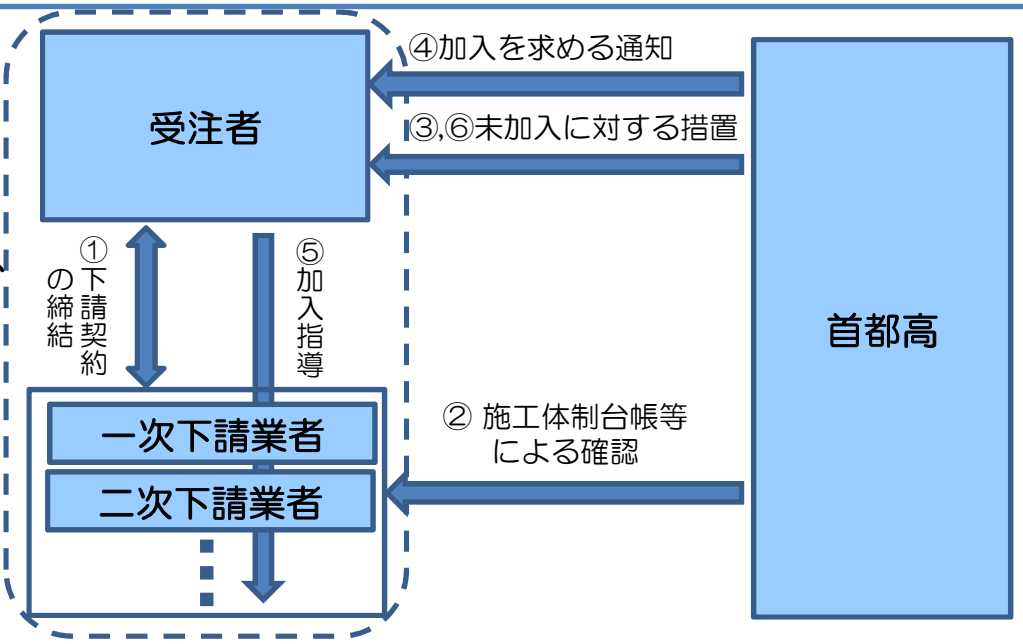 ④加入を求める通知
受注者
③,⑥未加入に対する措置
①下請契約
の締結
⑤加入指導
首都高
② 施工体制台帳等
による確認
一次下請業者
二次下請業者